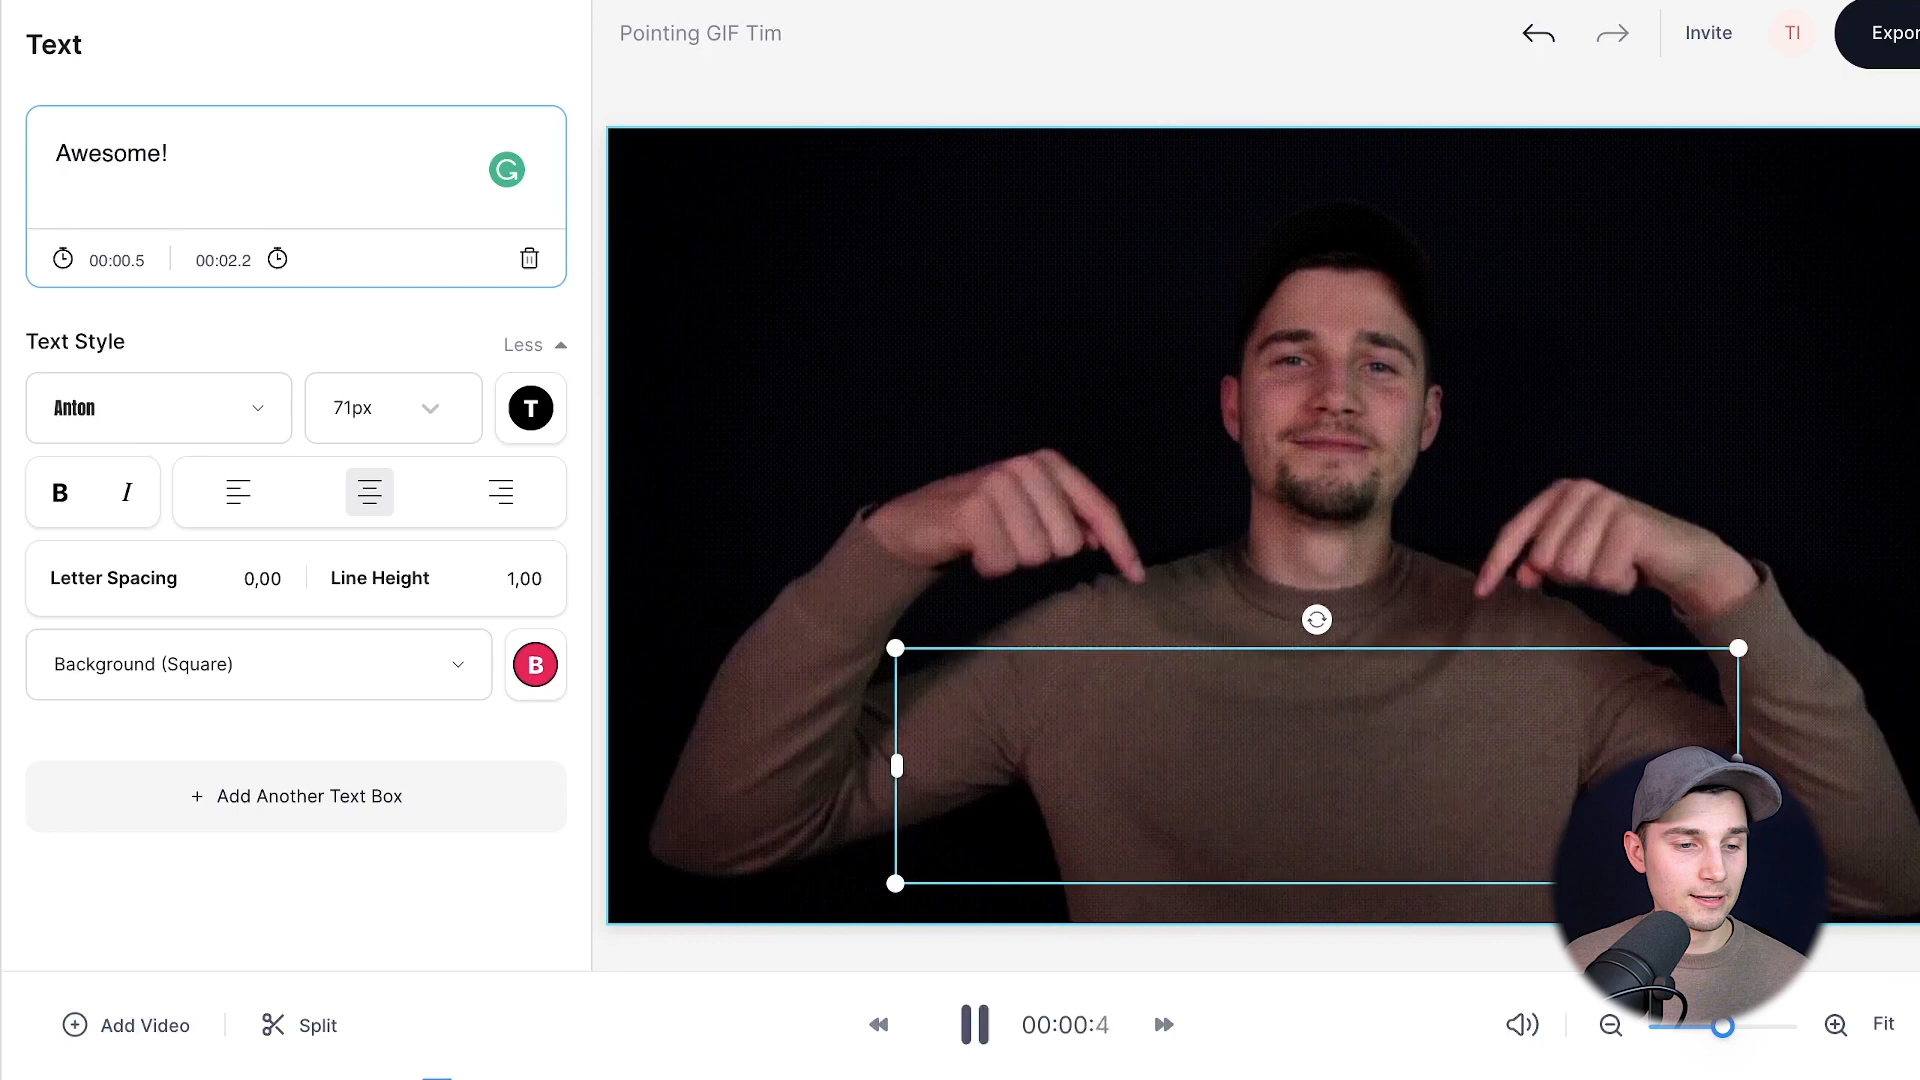 Text
Pointing GIF Tim
Invite
TI
Expor
Awesome!
G
00:00.5
00:02.2
Text Style
Less
Anton
71px
T
B
I
Letter Spacing
0,00
Line Height
1,00
Background (Square)
B
+ Add Another Text Box
Add Video
Split
00:00:4
Fit